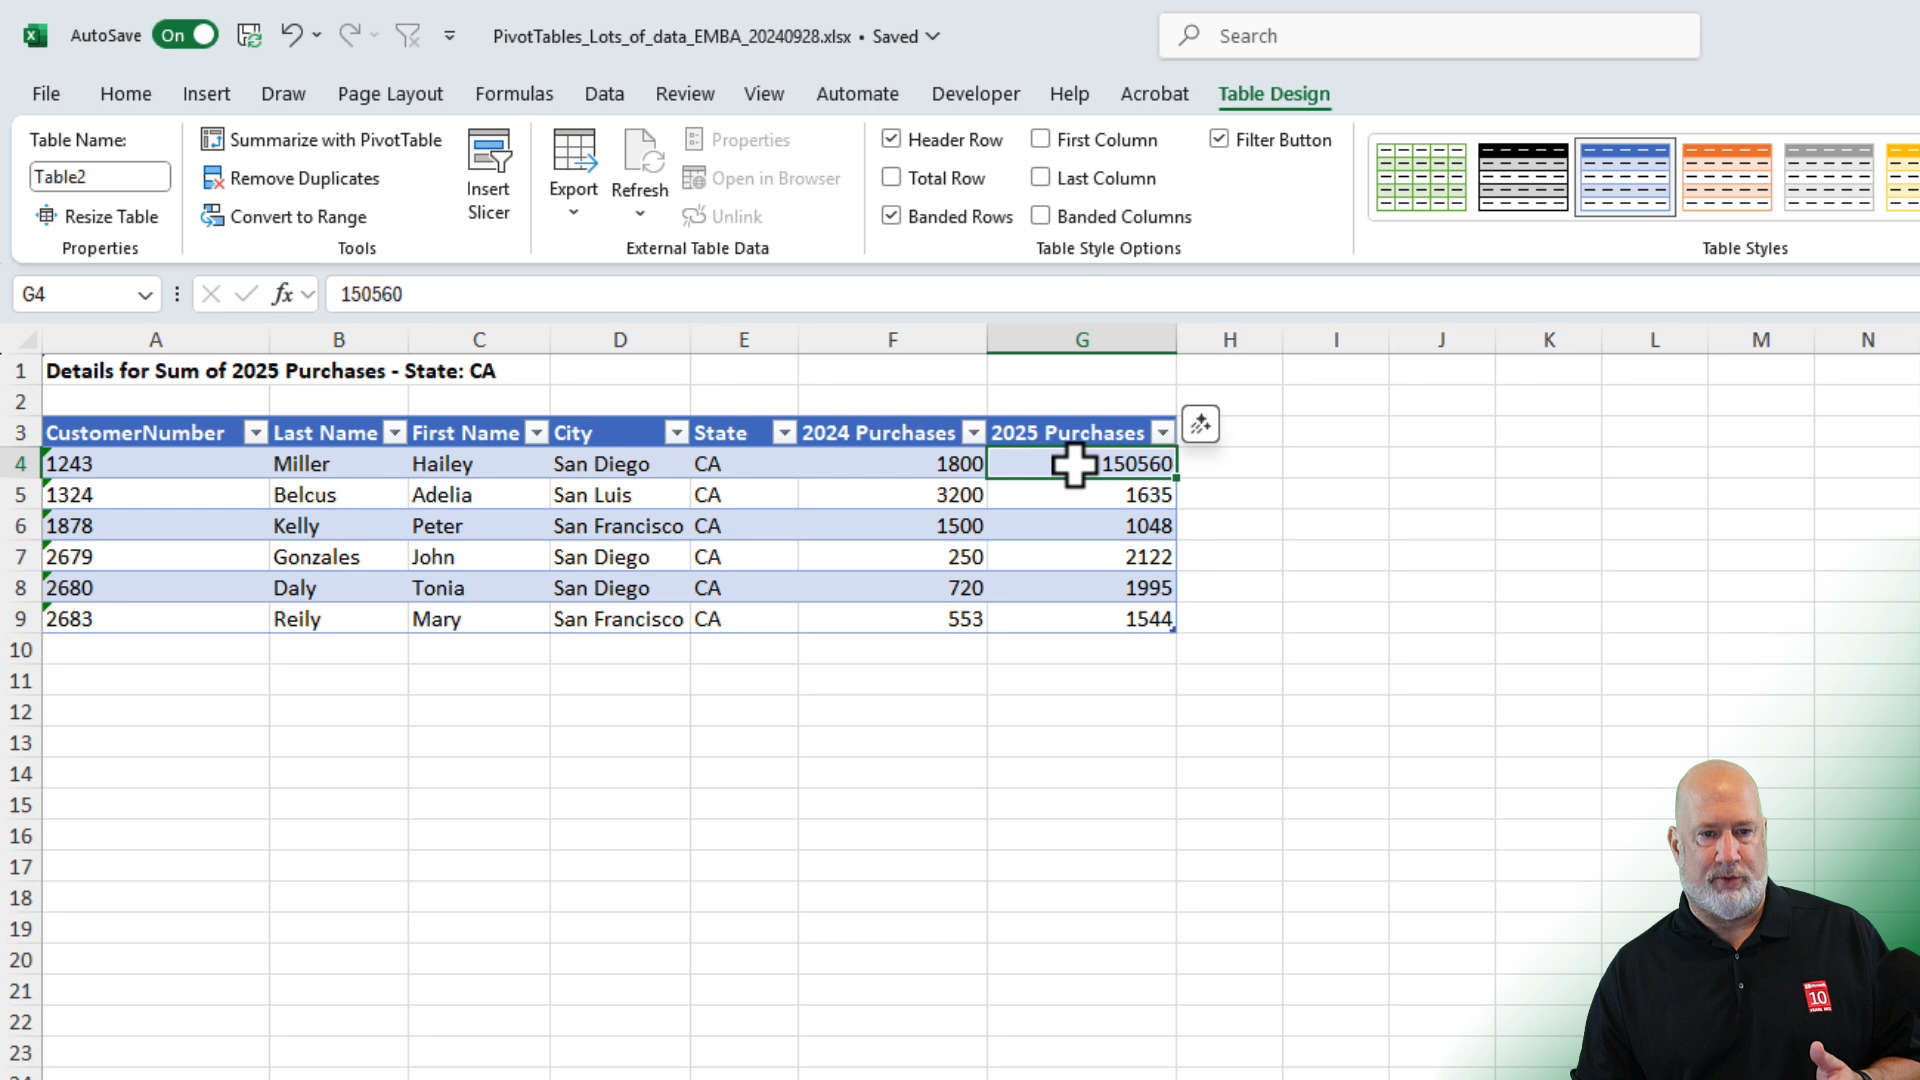 AutoSave On PivotTables_Lots_of_data_EMBA_20240928.xlsx • Saved Search
File Home Insert Draw Page Layout Formulas Data Review View Automate Developer Help Acrobat Table Design
Table Name:
Table2
Resize Table
Properties
Summarize with PivotTable
Remove Duplicates
Convert to Range
Tools
Insert
Slicer
Export
Refresh
Properties
Open in Browser
Unlink
External Table Data
Header Row
Total Row
Banded Rows
First Column
Last Column
Banded Columns
Filter Button
Table Style Options
Table Styles
G4 fx 150560
A B C D E F G H I J K L M N
1 Details for Sum of 2025 Purchases - State: CA
2
3 CustomerNumber Last Name First Name City State 2024 Purchases 2025 Purchases
4 1243 Miller Hailey San Diego CA 1800 150560
5 1324 Belcus Adelia San Luis CA 3200 1635
6 1878 Kelly Peter San Francisco CA 1500 1048
7 2679 Gonzales John San Diego CA 250 2122
8 2680 Daly Tonia San Diego CA 720 1995
9 2683 Reily Mary San Francisco CA 553 1544
10
11
12
13
14
15
16
17
18
19
20
21
22
23
10